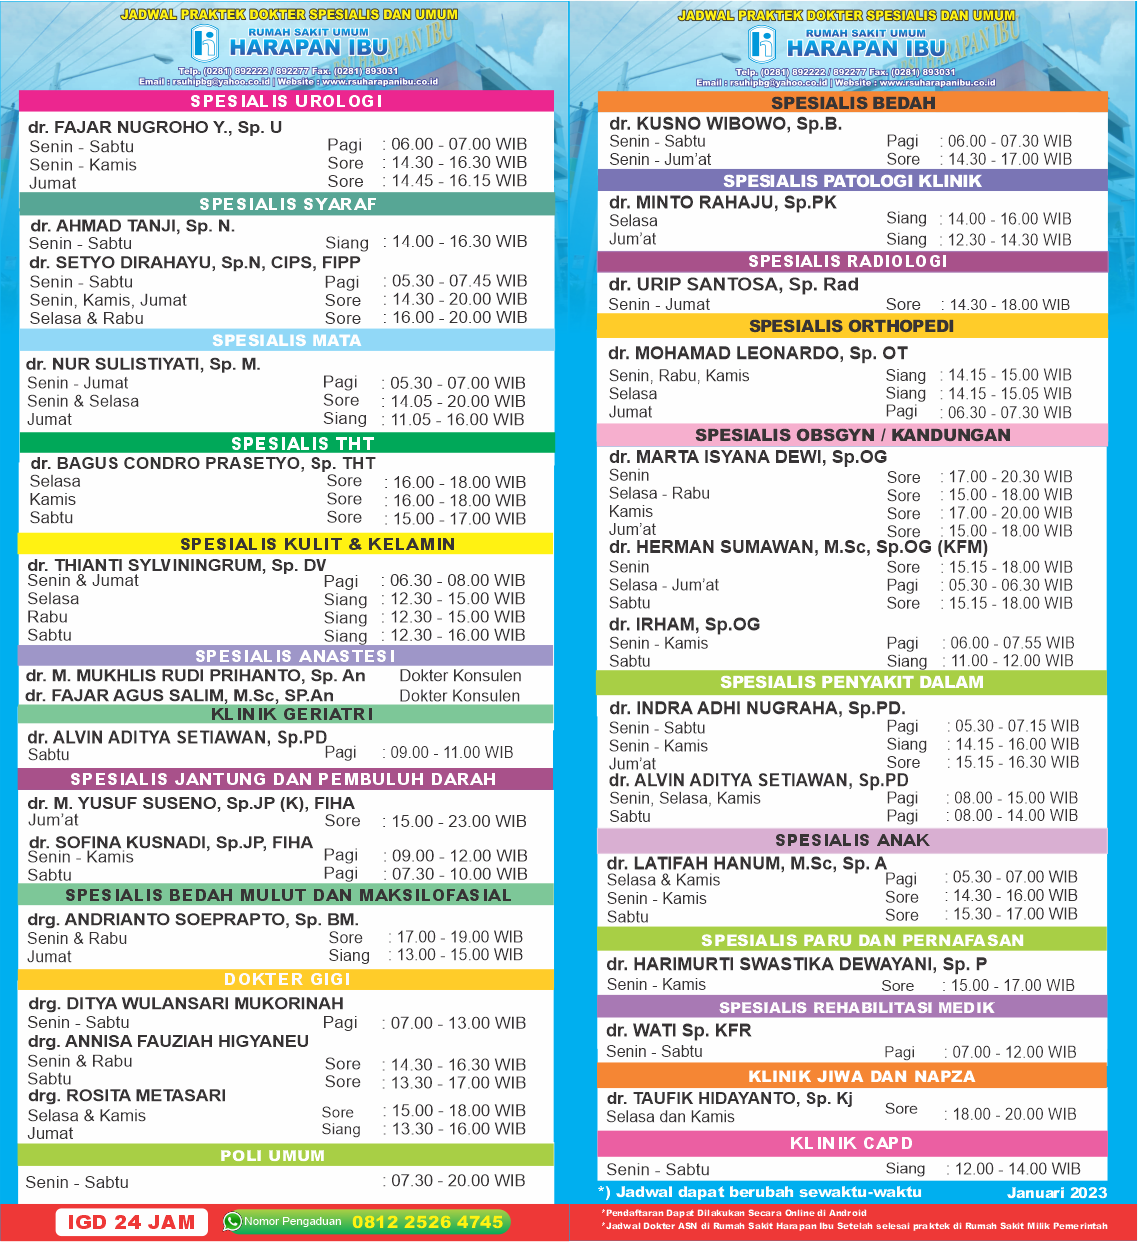 JADWAL PRAKTEK DOKTER SPESIALIS DAN UMUM
RUMAH SAKIT UMUM
HARAPAN IBU
Telp. (0281) 892222 / 892277 Fax. (0281) 893031
Email : rsuhipbg@yahoo.co.id | Website : www.rsuharapanibu.co.id
SPESIALIS UROLOGI
dr. FAJAR NUGROHO Y., Sp. U
Senin - Sabtu Pagi : 06.00 - 07.00 WIB
Senin - Kamis Sore : 14.30 - 16.30 WIB
Jumat Sore : 14.45 - 16.15 WIB
SPESIALIS SYARAF
dr. AHMAD TANJI, Sp. N.
Senin - Sabtu Siang : 14.00 - 16.30 WIB
dr. SETYO DIRAHAYU, Sp.N, CIPS, FIPP
Senin - Sabtu Pagi : 05.30 - 07.45 WIB
Senin, Kamis, Jumat Sore : 14.30 - 20.00 WIB
Selasa & Rabu Sore : 16.00 - 20.00 WIB
SPESIALIS MATA
dr. NUR SULISTIYATI, Sp. M.
Senin - Jumat Pagi : 05.30 - 07.00 WIB
Senin & Selasa Sore : 14.05 - 20.00 WIB
Jumat Siang : 11.05 - 16.00 WIB
SPESIALIS THT
dr. BAGUS CONDRO PRASETYO, Sp. THT
Selasa Sore : 16.00 - 18.00 WIB
Kamis Sore : 16.00 - 18.00 WIB
Sabtu Sore : 15.00 - 17.00 WIB
SPESIALIS KULIT & KELAMIN
dr. THIANTI SYLVININGRUM, Sp. DV
Senin & Jumat Pagi : 06.30 - 08.00 WIB
Selasa Siang : 12.30 - 15.00 WIB
Rabu Siang : 12.30 - 15.00 WIB
Sabtu Siang : 12.30 - 16.00 WIB
SPESIALIS ANASTESI
dr. M. MUKHLIS RUDI PRIHANTO, Sp. An Dokter Konsulen
dr. FAJAR AGUS SALIM, M.Sc, SP.An Dokter Konsulen
KLINIK GERIATRI
dr. ALVIN ADITYA SETIAWAN, Sp.PD
Sabtu Pagi : 09.00 - 11.00 WIB
SPESIALIS JANTUNG DAN PEMBULUH DARAH
dr. M. YUSUF SUSENO, Sp.JP (K), FIHA
Jum'at Sore : 15.00 - 23.00 WIB
dr. SOFINA KUSNADI, Sp.JP, FIHA
Senin - Kamis Pagi : 09.00 - 12.00 WIB
Sabtu Pagi : 07.30 - 10.00 WIB
SPESIALIS BEDAH MULUT DAN MAKSILOFASIAL
drg. ANDRIANTO SOEPRAPTO, Sp. BM.
Senin & Rabu Sore : 17.00 - 19.00 WIB
Jumat Siang : 13.00 - 15.00 WIB
DOKTER GIGI
drg. DITYA WULANSARI MUKORINAH
Senin - Sabtu Pagi : 07.00 - 13.00 WIB
drg. ANNISA FAUZIAH HIGYANEU
Senin & Rabu Sore : 14.30 - 16.30 WIB
Sabtu Sore : 13.30 - 17.00 WIB
drg. ROSITA METASARI
Selasa & Kamis Sore : 15.00 - 18.00 WIB
Jumat Siang : 13.30 - 16.00 WIB
POLI UMUM
Senin - Sabtu : 07.30 - 20.00 WIB
IGD 24 JAM Nomor Pengaduan 0812 2526 4745
JADWAL PRAKTEK DOKTER SPESIALIS DAN UMUM
RUMAH SAKIT UMUM
HARAPAN IBU
Telp. (0281) 892222 / 892277 Fax. (0281) 893031
Email : rsuhipbg@yahoo.co.id | Website : www.rsuharapanibu.co.id
SPESIALIS BEDAH
dr. KUSNO WIBOWO, Sp.B.
Senin - Sabtu Pagi : 06.00 - 07.30 WIB
Senin - Jum'at Sore : 14.30 - 17.00 WIB
SPESIALIS PATOLOGI KLINIK
dr. MINTO RAHAJU, Sp.PK
Selasa Siang : 14.00 - 16.00 WIB
Jum'at Siang : 12.30 - 14.30 WIB
SPESIALIS RADIOLOGI
dr. URIP SANTOSA, Sp. Rad
Senin - Jumat Sore : 14.30 - 18.00 WIB
SPESIALIS ORTHOPEDI
dr. MOHAMAD LEONARDO, Sp. OT
Senin, Rabu, Kamis Siang : 14.15 - 15.00 WIB
Selasa Siang : 14.15 - 15.05 WIB
Jumat Pagi : 06.30 - 07.30 WIB
SPESIALIS OBSGYN / KANDUNGAN
dr. MARTA ISYANA DEWI, Sp.OG
Senin Sore : 17.00 - 20.30 WIB
Selasa - Rabu Sore : 15.00 - 18.00 WIB
Kamis Sore : 17.00 - 20.00 WIB
Jum'at Sore : 15.00 - 18.00 WIB
dr. HERMAN SUMAWAN, M.Sc, Sp.OG (KFM)
Senin Sore : 15.15 - 18.00 WIB
Selasa - Jum'at Pagi : 05.30 - 06.30 WIB
Sabtu Sore : 15.15 - 18.00 WIB
dr. IRHAM, Sp.OG
Senin - Kamis Pagi : 06.00 - 07.55 WIB
Sabtu Siang : 11.00 - 12.00 WIB
SPESIALIS PENYAKIT DALAM
dr. INDRA ADHI NUGRAHA, Sp.PD.
Senin - Sabtu Pagi : 05.30 - 07.15 WIB
Senin - Kamis Siang : 14.15 - 16.00 WIB
Jum'at Sore : 15.15 - 16.30 WIB
dr. ALVIN ADITYA SETIAWAN, Sp.PD
Senin, Selasa, Kamis Pagi : 08.00 - 15.00 WIB
Sabtu Pagi : 08.00 - 14.00 WIB
SPESIALIS ANAK
dr. LATIFAH HANUM, M.Sc, Sp. A
Selasa & Kamis Pagi : 05.30 - 07.00 WIB
Senin - Kamis Sore : 14.30 - 16.00 WIB
Sabtu Sore : 15.30 - 17.00 WIB
SPESIALIS PARU DAN PERNAFASAN
dr. HARIMURTI SWASTIKA DEWAYANI, Sp. P
Senin - Kamis Sore : 15.00 - 17.00 WIB
SPESIALIS REHABILITASI MEDIK
dr. WATI Sp. KFR
Senin - Sabtu Pagi : 07.00 - 12.00 WIB
KLINIK JIWA DAN NAPZA
dr. TAUFIK HIDAYANTO, Sp. Kj
Selasa dan Kamis Sore : 18.00 - 20.00 WIB
KLINIK CAPD
Senin - Sabtu Siang : 12.00 - 14.00 WIB
*) Jadwal dapat berubah sewaktu-waktu Januari 2023
*Pendaftaran Dapat Dilakukan Secara Online di Android
*Jadwal Dokter ASN di Rumah Sakit Harapan Ibu Setelah selesai praktek di Rumah Sakit Milik Pemerintah